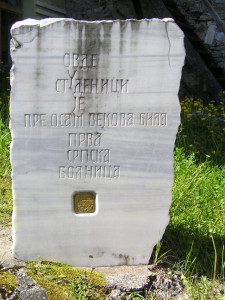 ОВДЕ
У
СТУДЕНИЦИ
ЈЕ
ПРЕ ОСАМ ВЕКОВА БИЛА
ПРВА
СРПСКА
БОЛНИЦА